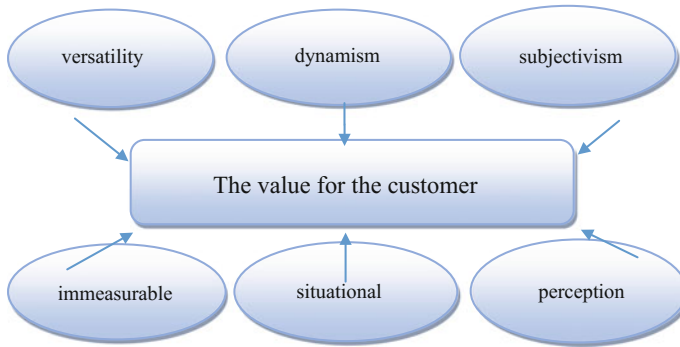 versatility
dynamism
subjectivism
The value for the customer
immeasurable
situational
perception